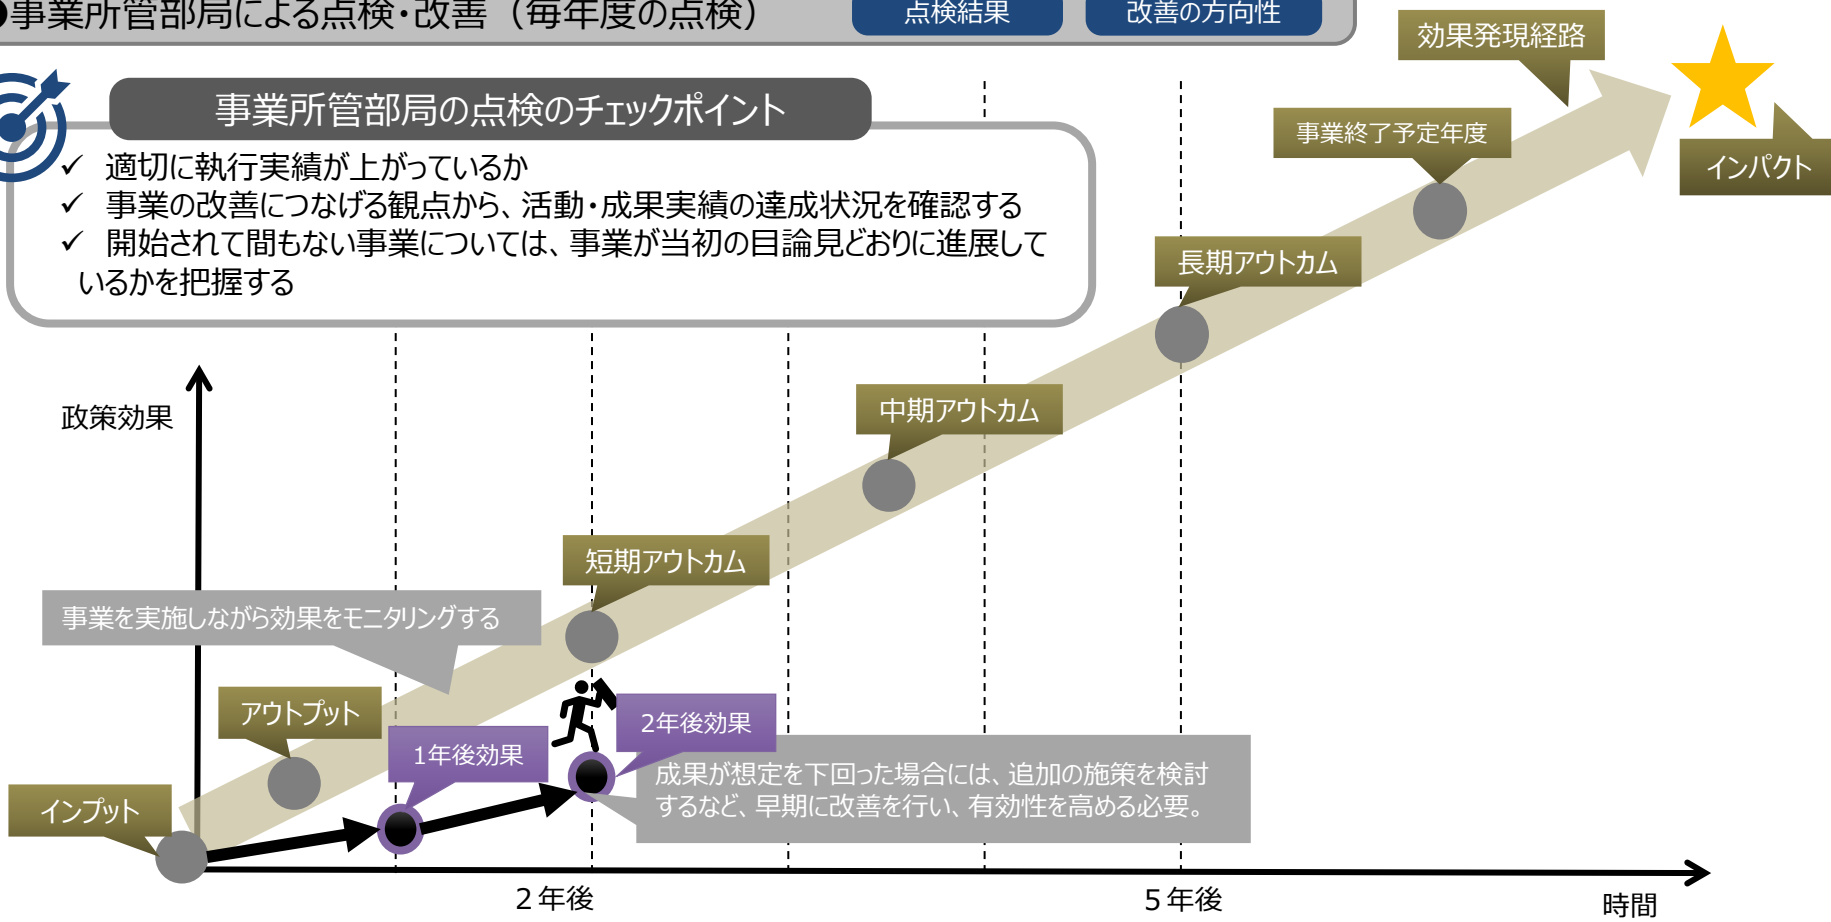 ●事業所管部局による点検・改善（毎年度の点検）
点検結果
改善の方向性
効果発現経路
事業所管部局の点検のチェックポイント
事業終了予定年度
インパクト
✓ 適切に執行実績が上がっているか
✓ 事業の改善につなげる観点から、活動・成果実績の達成状況を確認する
✓ 開始されて間もない事業については、事業が当初の目論見どおりに進展して
いるかを把握する
長期アウトカム
政策効果
中期アウトカム
短期アウトカム
事業を実施しながら効果をモニタリングする
アウトプット
2年後効果
1年後効果
成果が想定を下回った場合には、追加の施策を検討
するなど、早期に改善を行い、有効性を高める必要。
インプット
２年後
５年後
時間